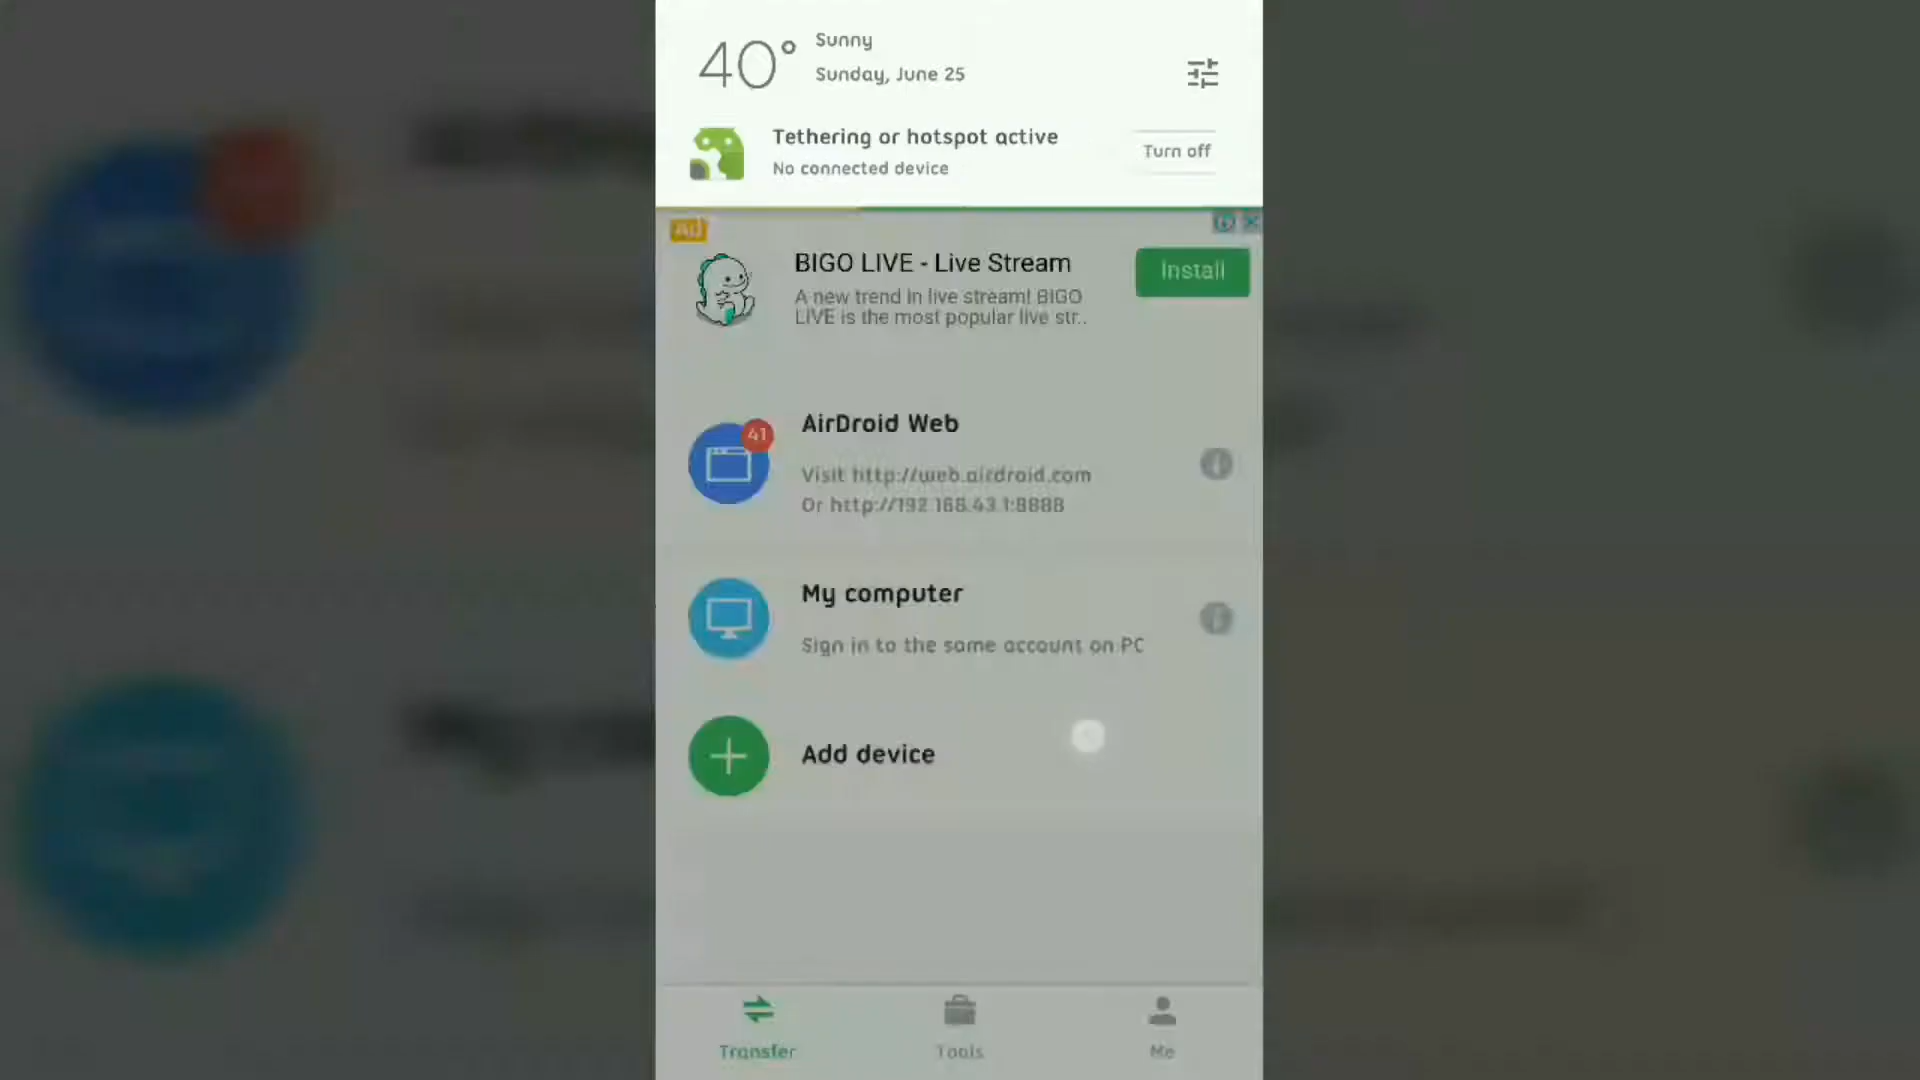 40°
Sunny
Sunday, June 25
Tethering or hotspot active
No connected device
Turn off
ad
BIGO LIVE - Live Stream
A new trend in live stream! BIGO
LIVE is the most popular live str..
Install
41
AirDroid Web
Visit http://web.airdroid.com
Or http://192.168.43.1:8888
My computer
Sign in to the same account on PC
Add device
Transfer
Tools
Me